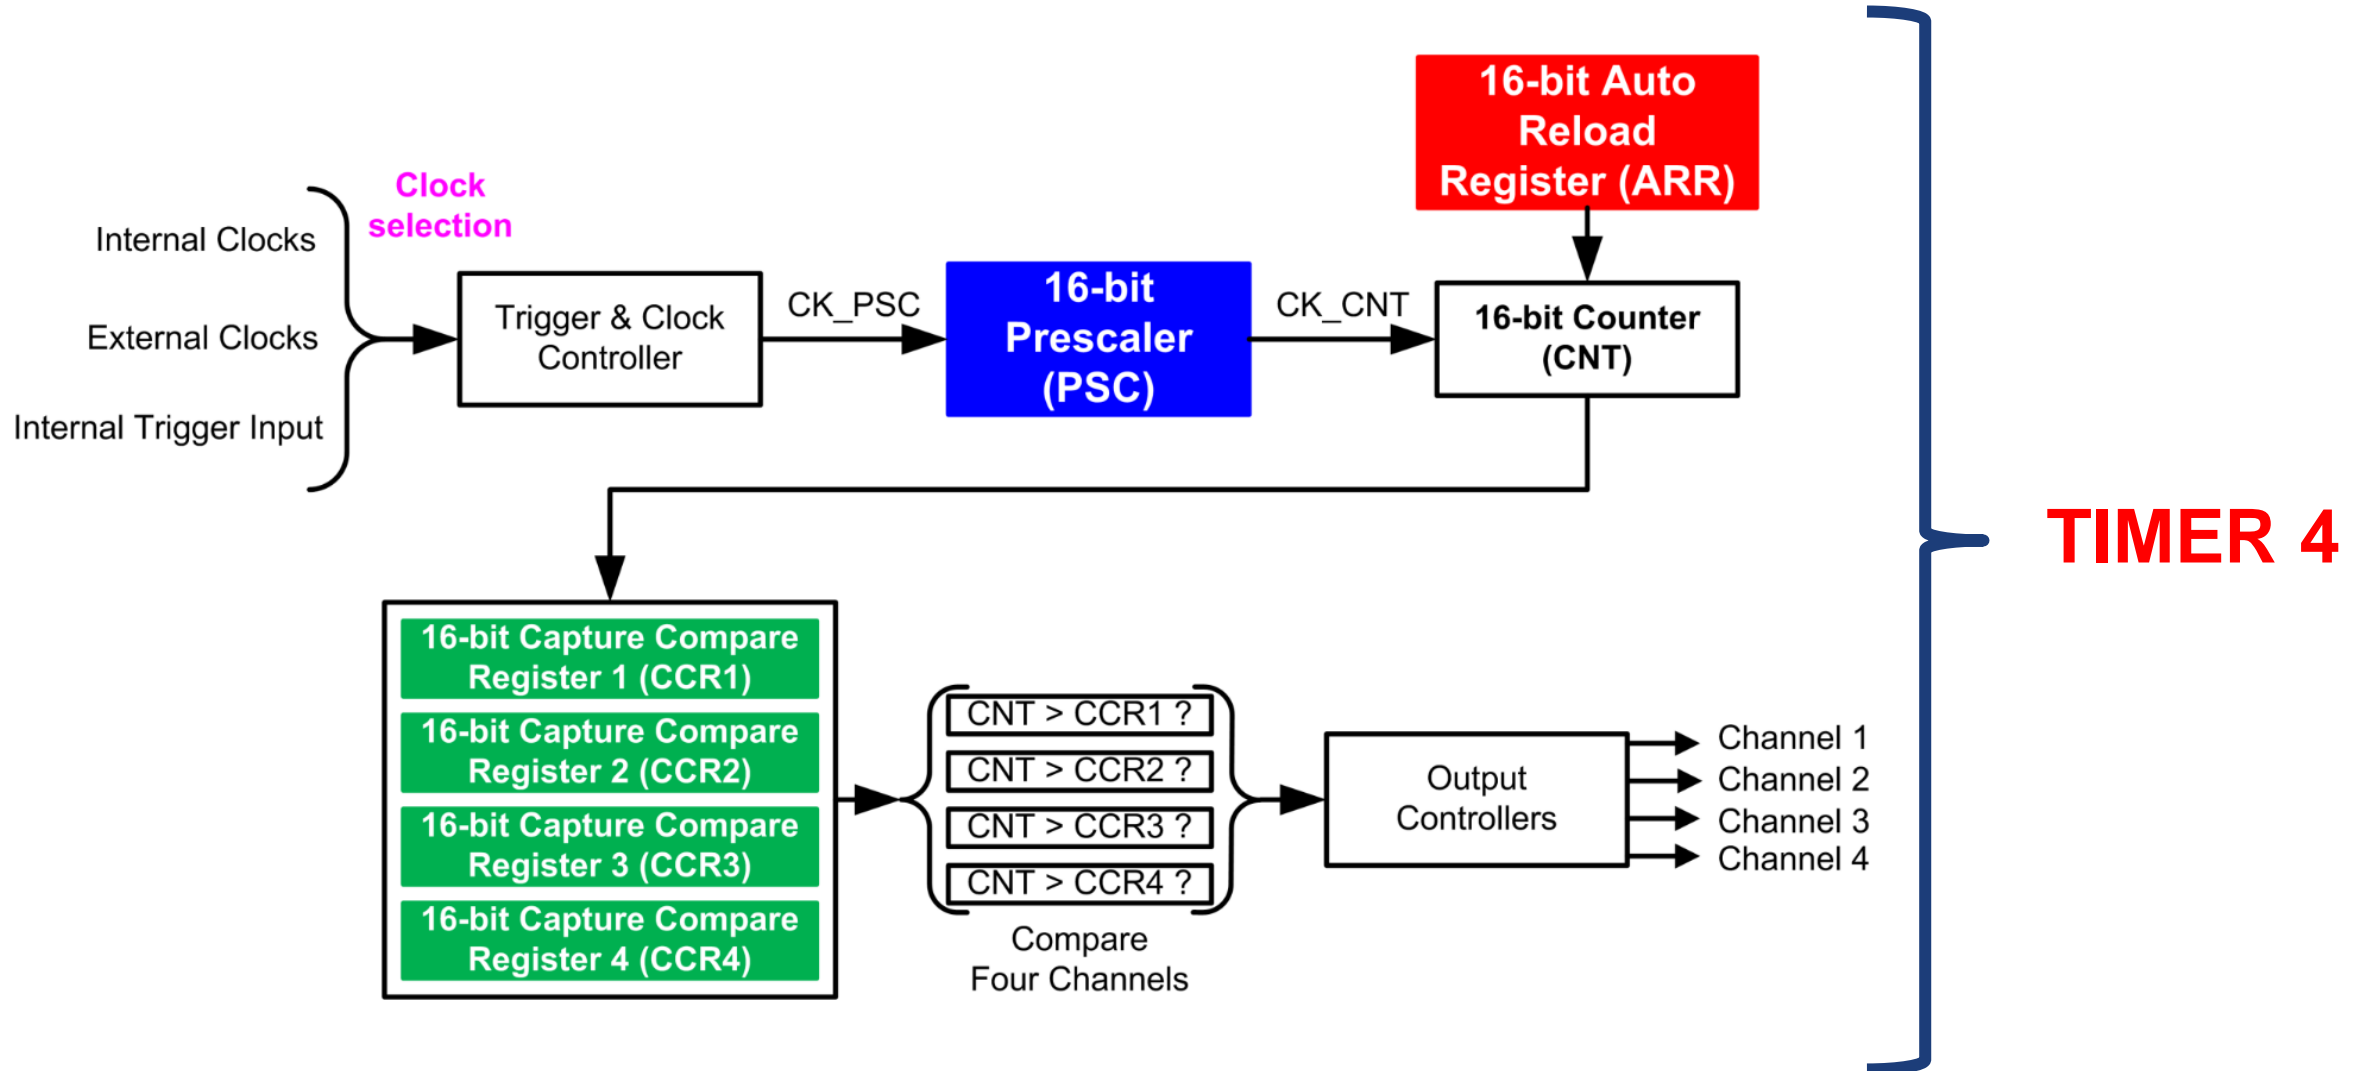 16-bit Auto
Reload
Register (ARR)
Clock
selection
Internal Clocks
External Clocks
Internal Trigger Input
Trigger & Clock
Controller
CK_PSC
16-bit
Prescaler
(PSC)
CK_CNT
16-bit Counter
(CNT)
TIMER 4
16-bit Capture Compare
Register 1 (CCR1)
16-bit Capture Compare
Register 2 (CCR2)
16-bit Capture Compare
Register 3 (CCR3)
16-bit Capture Compare
Register 4 (CCR4)
CNT > CCR1 ?
CNT > CCR2 ?
CNT > CCR3 ?
CNT > CCR4 ?
Compare
Four Channels
Output
Controllers
Channel 1
Channel 2
Channel 3
Channel 4